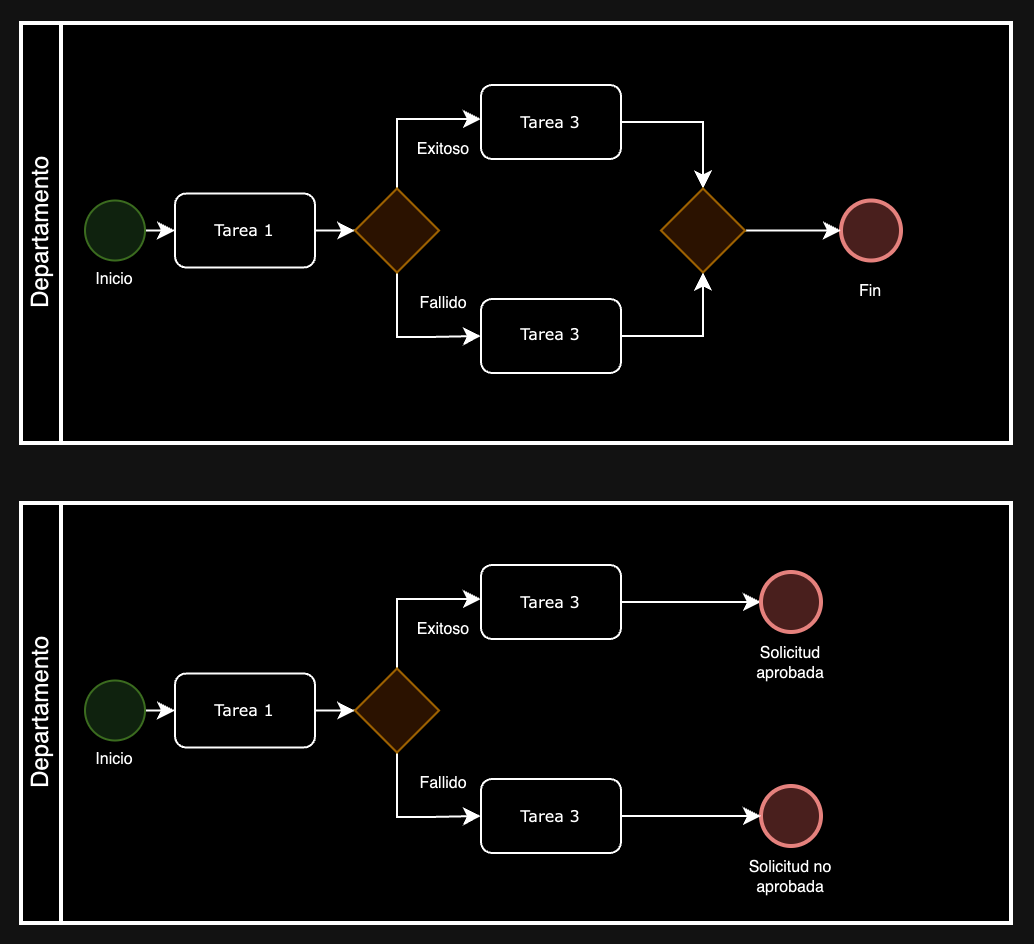 Departamento
Inicio
Tarea 1
Exitoso
Tarea 3
Fallido
Tarea 3
Fin
Departamento
Inicio
Tarea 1
Exitoso
Tarea 3
Solicitud
aprobada
Fallido
Tarea 3
Solicitud no
aprobada